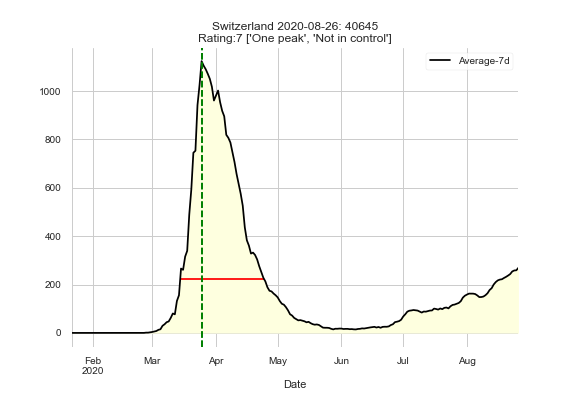 Switzerland 2020-08-26: 40645
Rating:7 ['One peak', 'Not in control']
Average-7d
1000
800
600
400
200
0
Feb Mar Apr May Jun Jul Aug
2020
Date